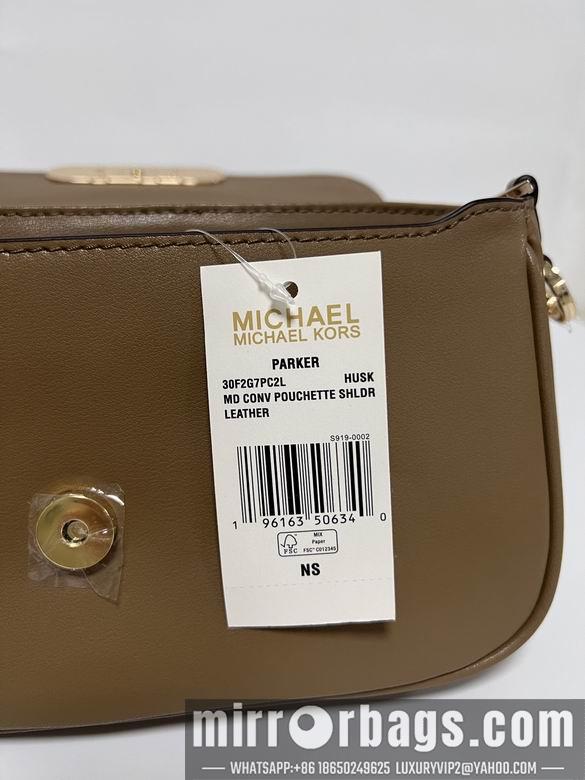 MICHAEL
MICHAEL KORS
PARKER
30F2G7PC2L HUSK
MD CONV POUCHETTE SHLDR
LEATHER
S919-0002
1 96163 50634 0
FSC
MIX
Paper
FSC® C012345
NS
mirrorbags.com
WHATSAPP:+86 18650249625 LUXURYVIP2@YAHOO.COM